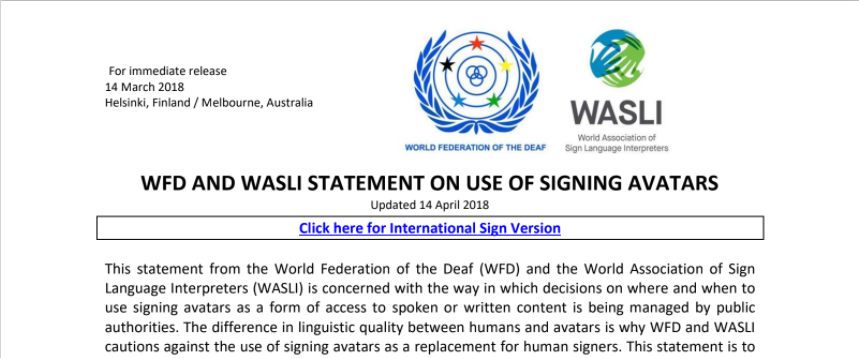 For immediate release
14 March 2018
Helsinki, Finland / Melbourne, Australia
WORLD FEDERATION OF THE DEAF
WASLI
World Association of
Sign Language Interpreters
WFD AND WASLI STATEMENT ON USE OF SIGNING AVATARS
Updated 14 April 2018
Click here for International Sign Version
This statement from the World Federation of the Deaf (WFD) and the World Association of Sign
Language Interpreters (WASLI) is concerned with the way in which decisions on where and when to
use signing avatars as a form of access to spoken or written content is being managed by public
authorities. The difference in linguistic quality between humans and avatars is why WFD and WASLI
cautions against the use of signing avatars as a replacement for human signers. This statement is to